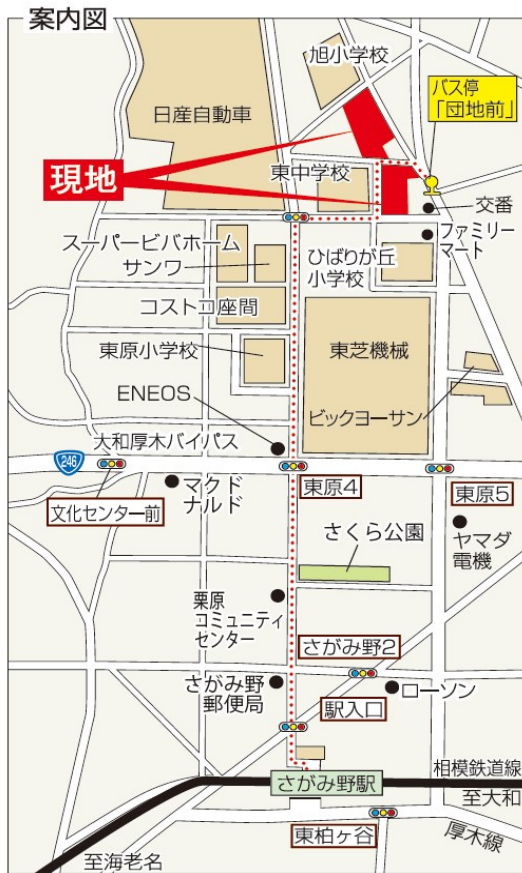 案内図
旭小学校
バス停
「団地前」
日産自動車
現地
東中学校
交番
ファミリー
マート
スーパービバホーム
サンワ
ひばりが丘
小学校
コストコ座間
東原小学校
東芝機械
ENEOS
ビックヨーサン
大和厚木バイパス
246
文化センター前
マクド
ナルド
東原4
東原5
ヤマダ
電機
さくら公園
栗原
コミュニティ
センター
さがみ野2
さがみ野
郵便局
駅入口
ローソン
さがみ野駅
相模鉄道線
至大和
東柏ヶ谷
厚木線
至海老名